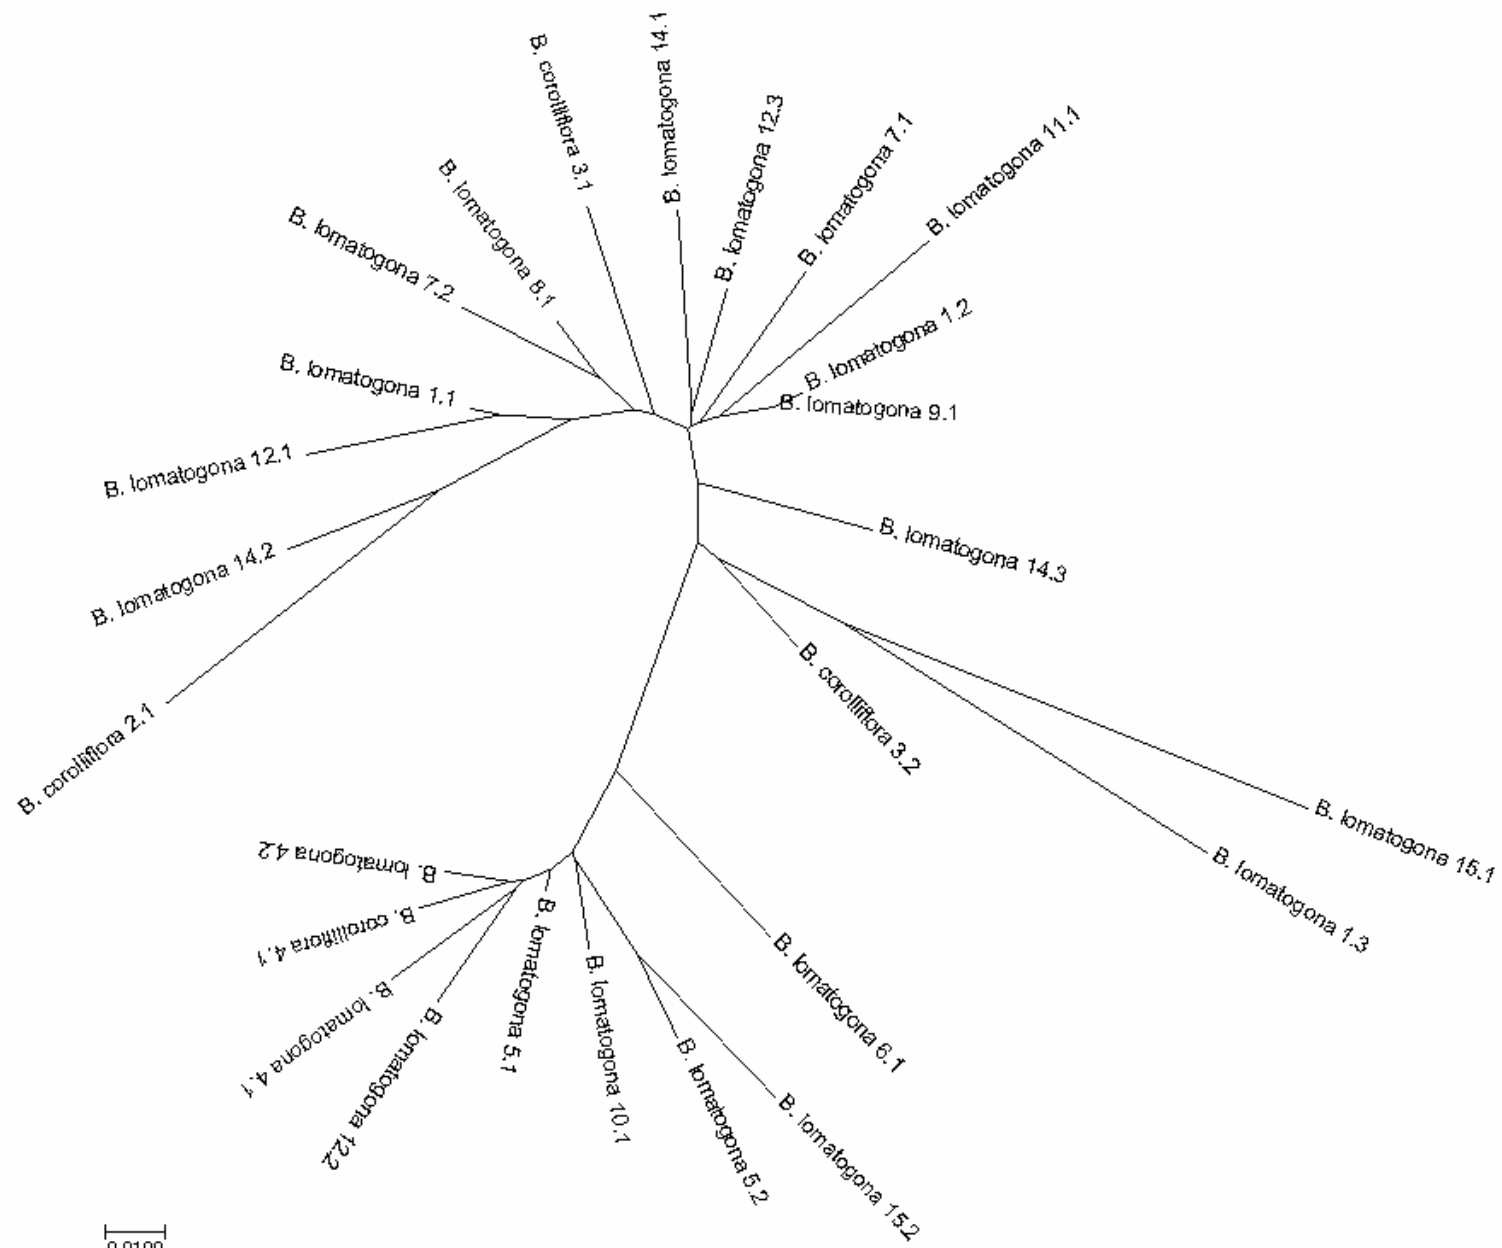 B. corolliflora 3.1
B. lomatogona 14.1
B. lomatogona 12.3
B. lomatogona 7.1
B. lomatogona 11.1
B. lomatogona 8.1
B. lomatogona 7.2
B. lomatogona 1.2
B. lomatogona 9.1
B. lomatogona 1.1
B. lomatogona 12.1
B. lomatogona 14.2
B. lomatogona 14.3
B. corolliflora 2.1
B. corolliflora 3.2
B. lomatogona 15.1
B. lomatogona 1.3
B. lomatogona 4.2
B. corolliflora 4.1
B. lomatogona 4.1
B. lomatogona 12.2
B. lomatogona 5.1
B. lomatogona 10.1
B. lomatogona 5.2
B. lomatogona 15.2
B. lomatogona 6.1
0.0100